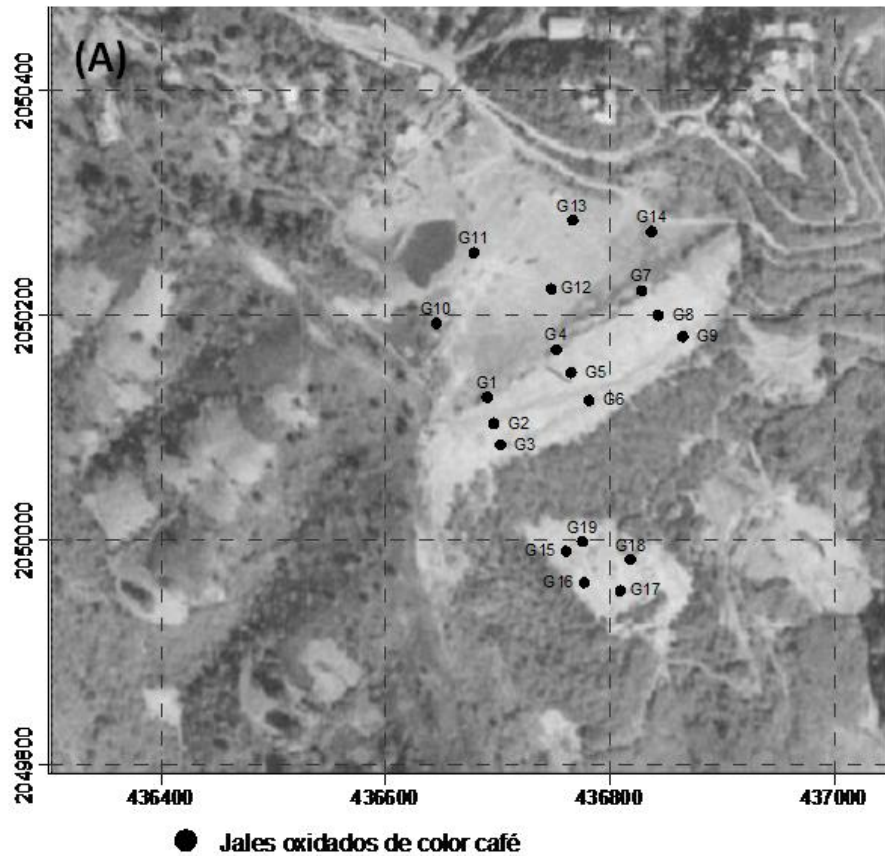 (A)
2050400
G13
G14
G11
G7
G12
2050200
G10
G8
G4
G9
G5
G1
G6
G2
G3
2050000
G19
G15
G18
G16
G17
2049800
436400 436600 436800 437000
Jales oxidados de color café